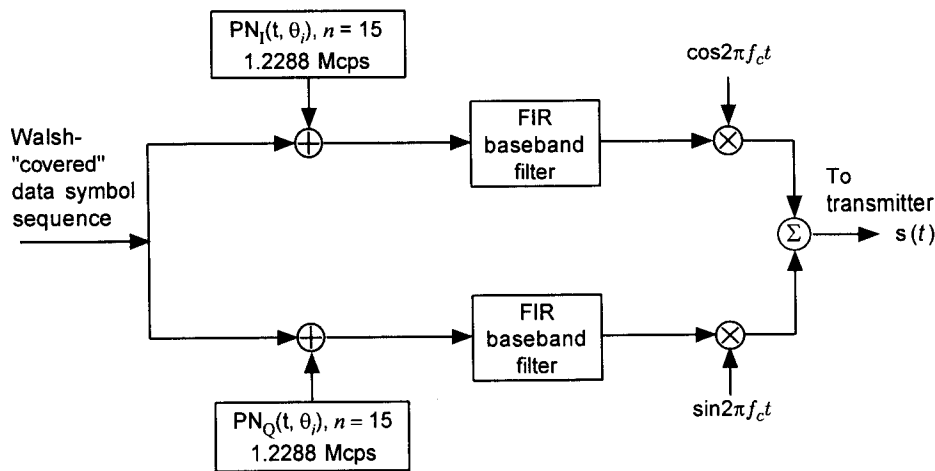 PN_I(t, θ_i), n = 15
1.2288 Mcps
cos2πf_ct
Walsh-
"covered"
data symbol
sequence
FIR
baseband
filter
To
transmitter
s(t)
Σ
FIR
baseband
filter
PN_Q(t, θ_i), n = 15
1.2288 Mcps
sin2πf_ct